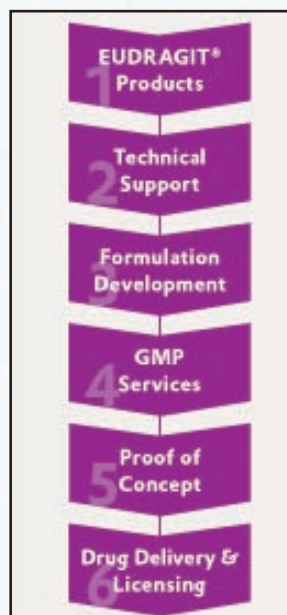 1
EUDRAGIT®
Products
2
Technical
Support
3
Formulation
Development
4
GMP
Services
5
Proof of
Concept
6
Drug Delivery &
Licensing